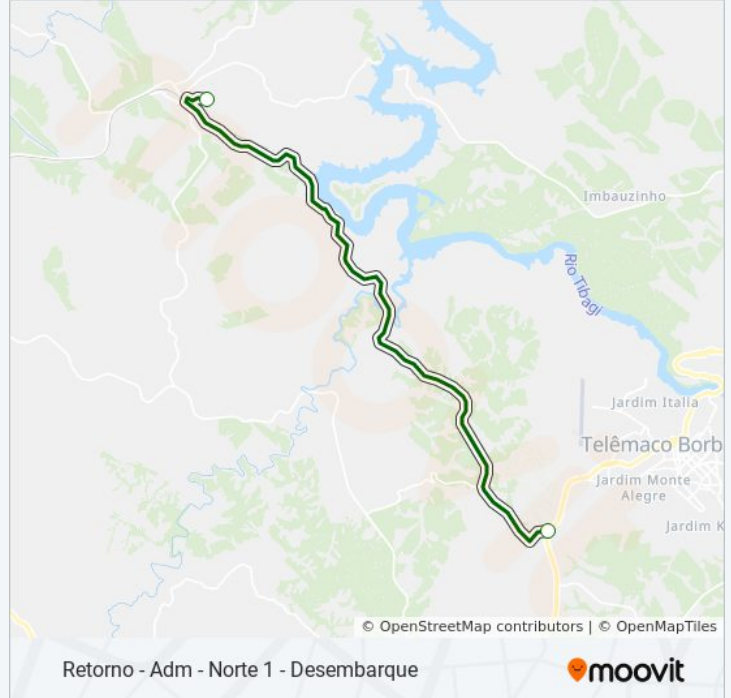 Imbauzinho
Rio Tibagi
Jardim Italia
Telêmaco Borb
Jardim Monte
Alegre
Jardim K
© OpenStreetMap contributors | © OpenMapTiles
Retorno - Adm - Norte 1 - Desembarque
moovit